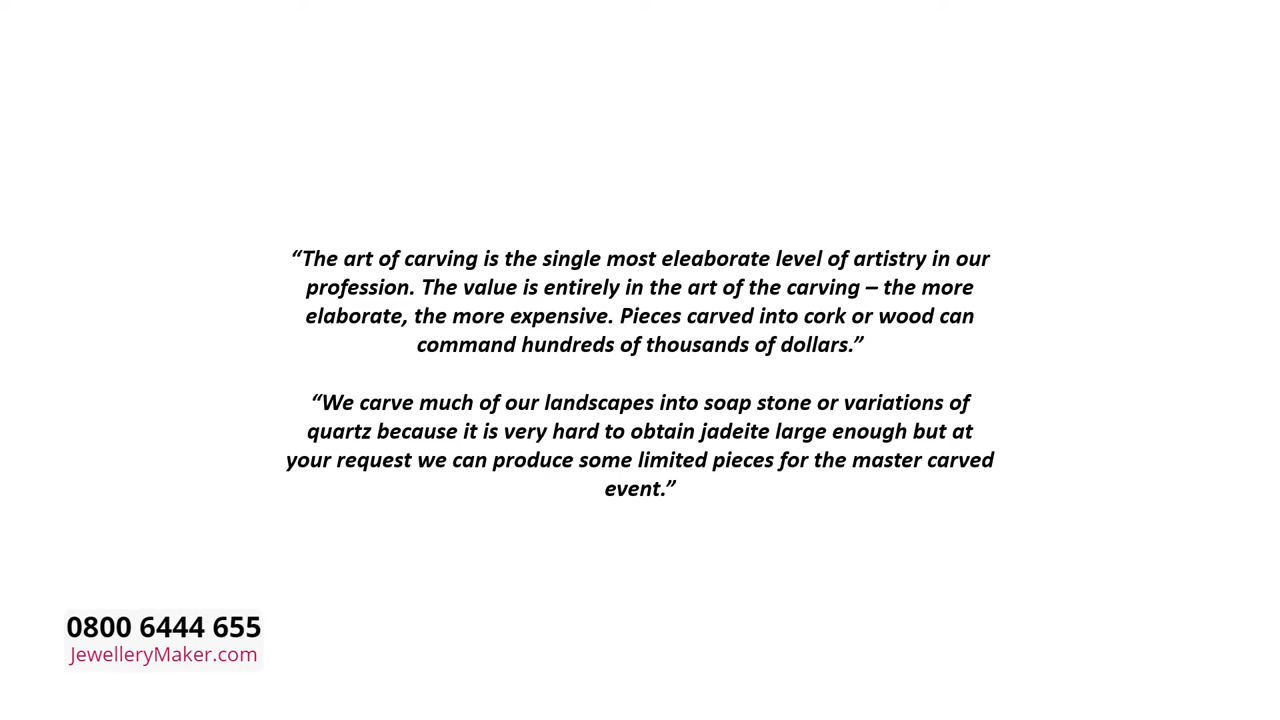 “The art of carving is the single most eleaborate level of artistry in our
profession. The value is entirely in the art of the carving – the more
elaborate, the more expensive. Pieces carved into cork or wood can
command hundreds of thousands of dollars.”
“We carve much of our landscapes into soap stone or variations of
quartz because it is very hard to obtain jadeite large enough but at
your request we can produce some limited pieces for the master carved
event.”
0800 6444 655
JewelleryMaker.com